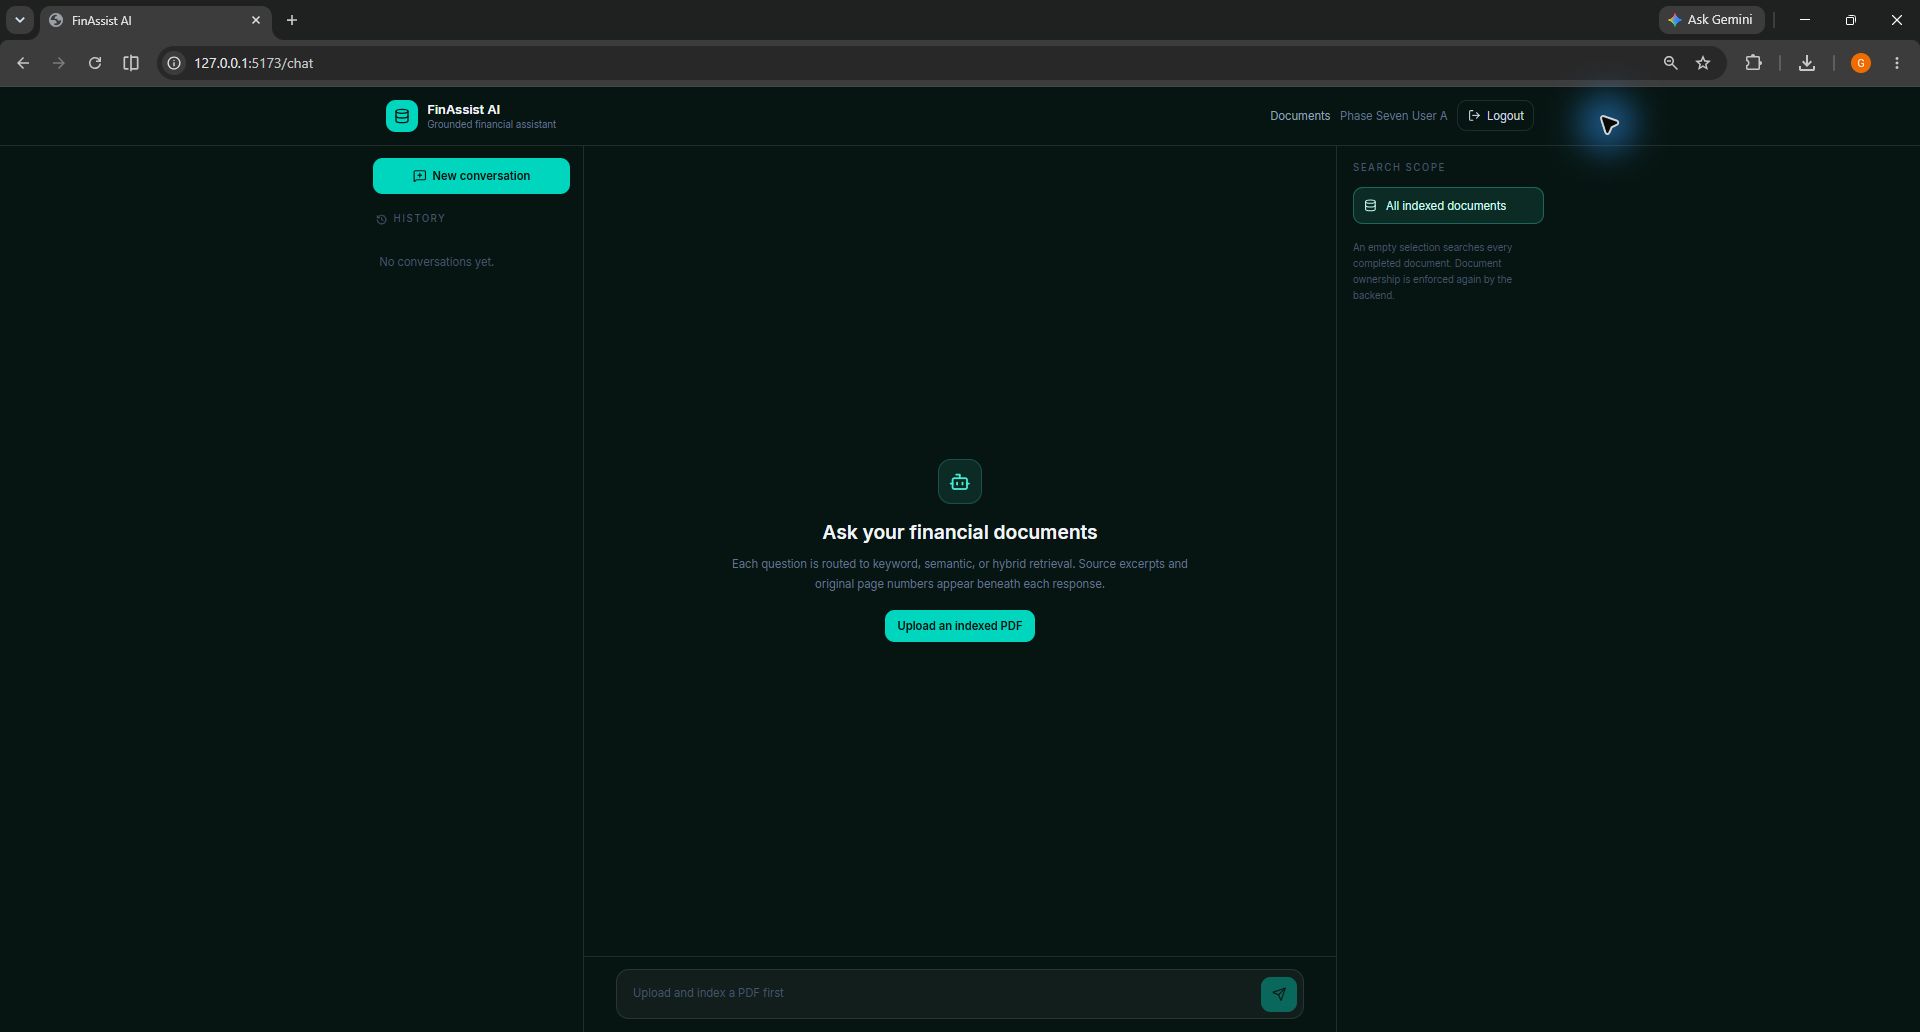 FinAssist AI
Ask Gemini
127.0.0.1:5173/chat
G
FinAssist AI
Grounded financial assistant
Documents
Phase Seven User A
Logout
New conversation
HISTORY
No conversations yet.
Ask your financial documents
Each question is routed to keyword, semantic, or hybrid retrieval. Source excerpts and
original page numbers appear beneath each response.
Upload an indexed PDF
Upload and index a PDF first
SEARCH SCOPE
All indexed documents
An empty selection searches every
completed document. Document
ownership is enforced again by the
backend.